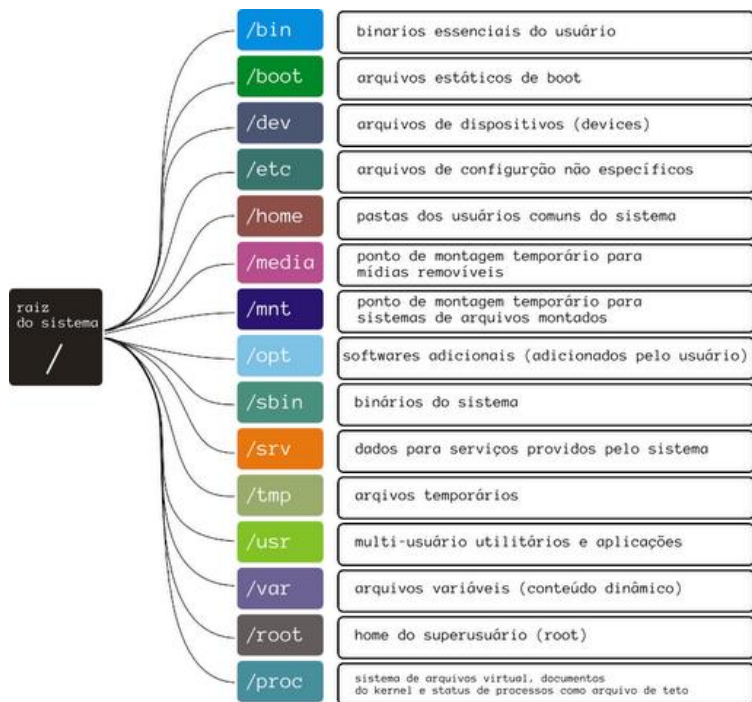 /bin
binarios essenciais do usuário
/boot
arquivos estáticos de boot
/dev
arquivos de dispositivos (devices)
/etc
arquivos de configurção não específicos
/home
pastas dos usuários comuns do sistema
/media
ponto de montagem temporário para
mídias removíveis
raiz
do sistema
/
/mnt
ponto de montagem temporário para
sistemas de arquivos montados
/opt
softwares adicionais (adicionados pelo usuário)
/sbin
binários do sistema
/srv
dados para serviços providos pelo sistema
/tmp
arqivos temporários
/usr
multi-usuário utilitários e aplicações
/var
arquivos variáveis (conteúdo dinâmico)
/root
home do superusuário (root)
/proc
sistema de arquivos virtual, documentos
do kernel e status de processos como arquivo de teto